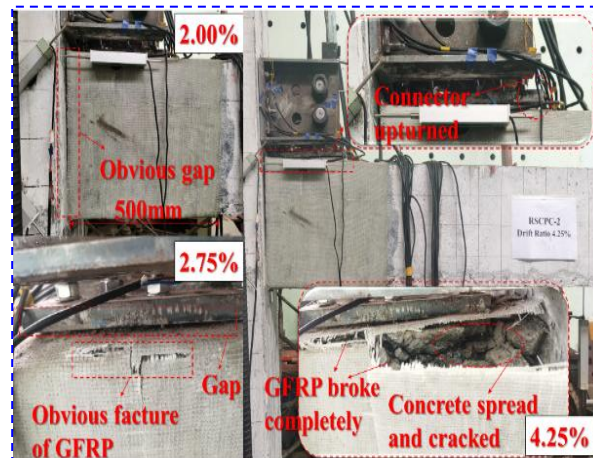 2.00%
Connector
upturned
Obvious gap
500mm
RSCPC-2
Drift Ratio 4.25%
2.75%
Gap
Obvious facture
of GFRP
GFRP broke
completely
Concrete spread
and cracked
4.25%